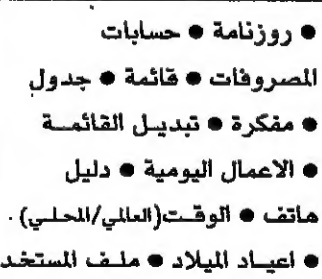 ● روزنامة ● حسابات
المصروفات ● قائمة ● جدول
● مفكرة ● تبديل القائمة
● الاعمال اليومية ● دليل
هاتف ● الوقت (العالمي/المحلي).
● اعياد الميلاد ● ملف المستخد